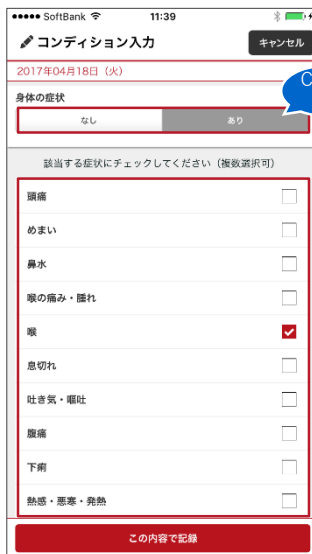 SoftBank 11:39
コンディション入力
キャンセル
2017年04月18日（火）
C
身体の症状
なし
あり
該当する症状にチェックしてください（複数選択可）
頭痛
めまい
鼻水
喉の痛み・腫れ
喉
息切れ
吐き気・嘔吐
腹痛
下痢
熱感・悪寒・発熱
この内容で記録